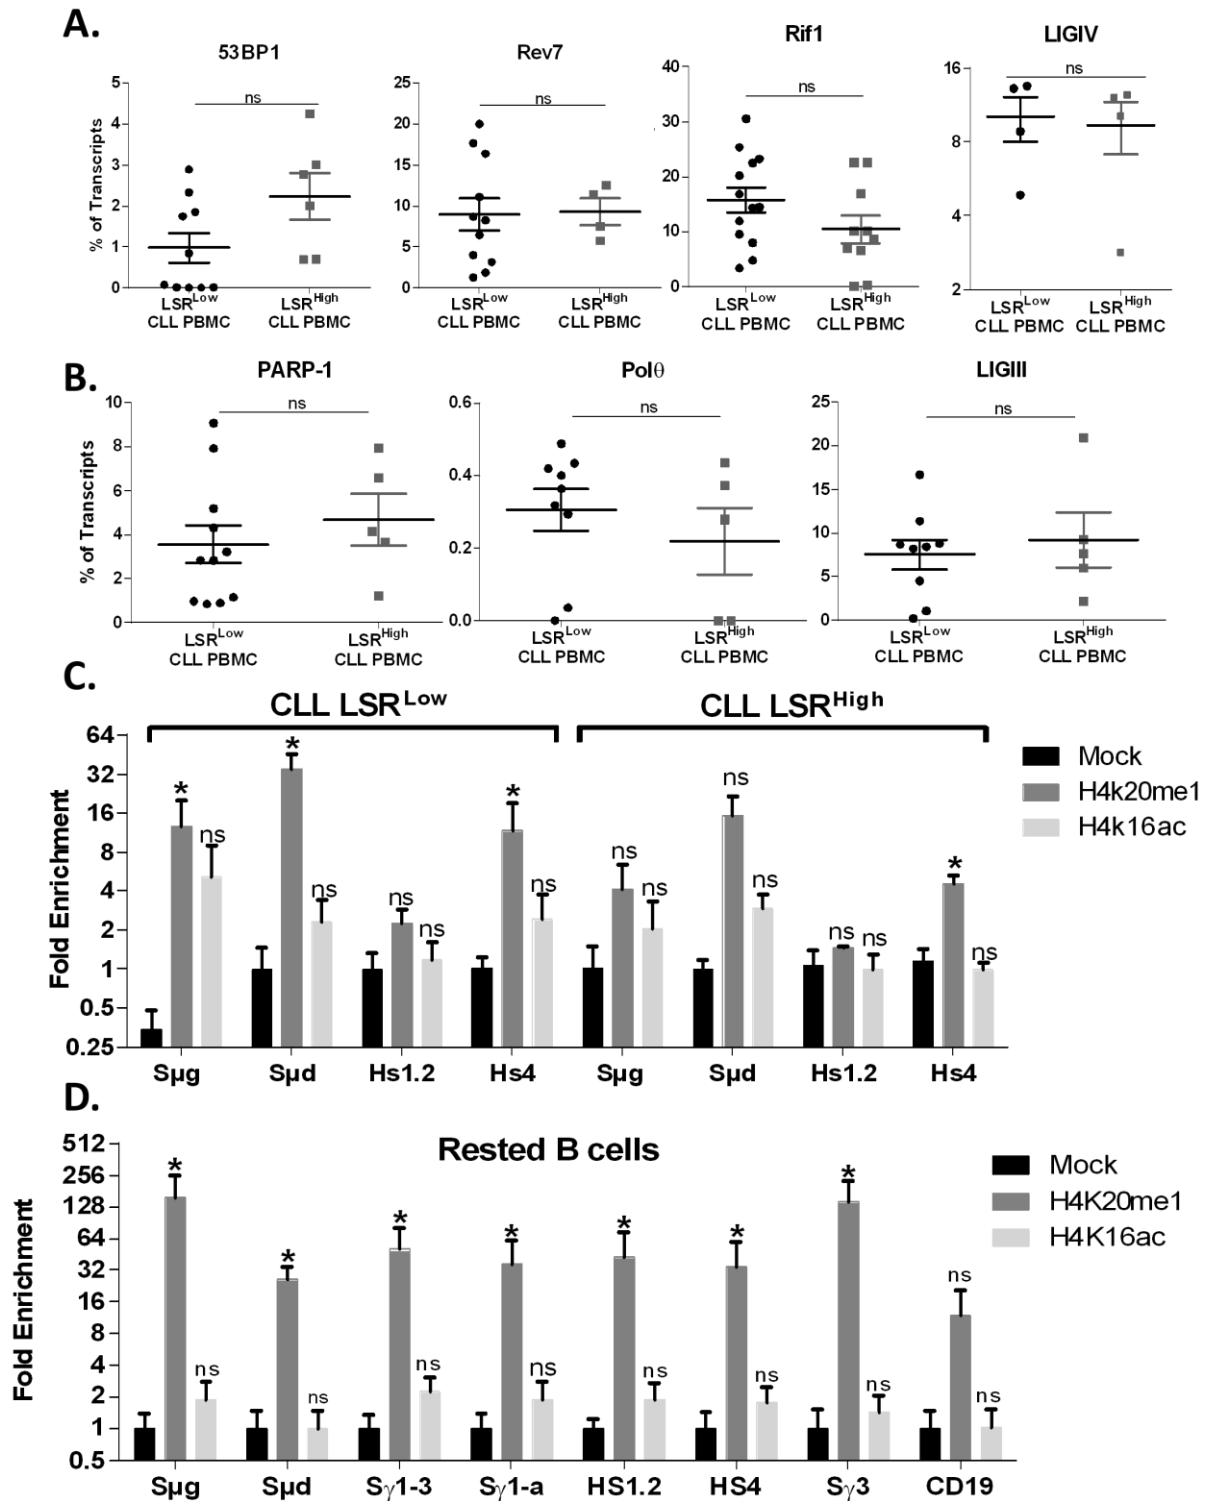 A.
53BP1
Rev7
Rif1
LIGIV
% of Transcripts
5
4
3
2
1
0
ns
LSR^Low
CLL PBMC
LSR^High
CLL PBMC
25
20
15
10
5
0
ns
LSR^Low
CLL PBMC
LSR^High
CLL PBMC
40
30
20
10
0
ns
LSR^Low
CLL PBMC
LSR^High
CLL PBMC
16
8
4
2
ns
LSR^Low
CLL PBMC
LSR^High
CLL PBMC
B.
PARP-1
Polθ
LIGIII
% of Transcripts
10
8
6
4
2
0
ns
LSR^Low
CLL PBMC
LSR^High
CLL PBMC
0.6
0.4
0.2
0.0
ns
LSR^Low
CLL PBMC
LSR^High
CLL PBMC
25
20
15
10
5
0
ns
LSR^Low
CLL PBMC
LSR^High
CLL PBMC
C.
CLL LSR^Low
CLL LSR^High
Mock
H4k20me1
H4k16ac
Fold Enrichment
64
32
16
8
4
2
1
0.5
0.25
* ns * ns ns ns * ns ns ns ns ns ns ns * ns
Sμg Sμd Hs1.2 Hs4 Sμg Sμd Hs1.2 Hs4
D.
Rested B cells
Mock
H4K20me1
H4K16ac
Fold Enrichment
512
256
128
64
32
16
8
4
2
1
0.5
* ns * ns * ns * ns * ns * ns * ns ns ns
Sμg Sμd Sγ1-3 Sγ1-a HS1.2 HS4 Sγ3 CD19